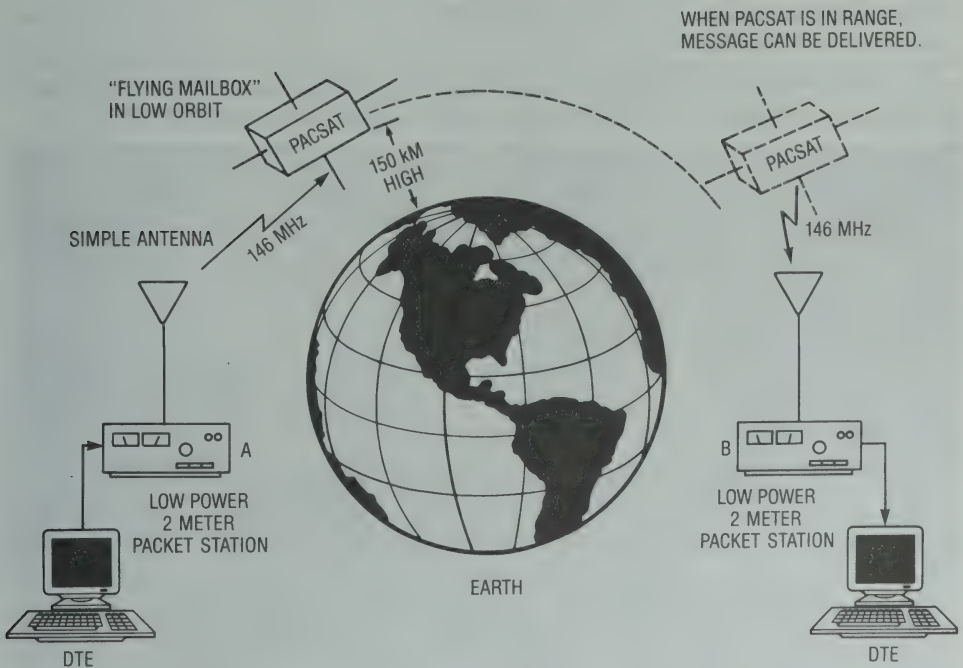 WHEN PACSAT IS IN RANGE,
MESSAGE CAN BE DELIVERED.
"FLYING MAILBOX"
IN LOW ORBIT
PACSAT
150 kM
HIGH
PACSAT
SIMPLE ANTENNA
146 MHz
146 MHz
A
LOW POWER
2 METER
PACKET STATION
B
LOW POWER
2 METER
PACKET STATION
EARTH
DTE
DTE